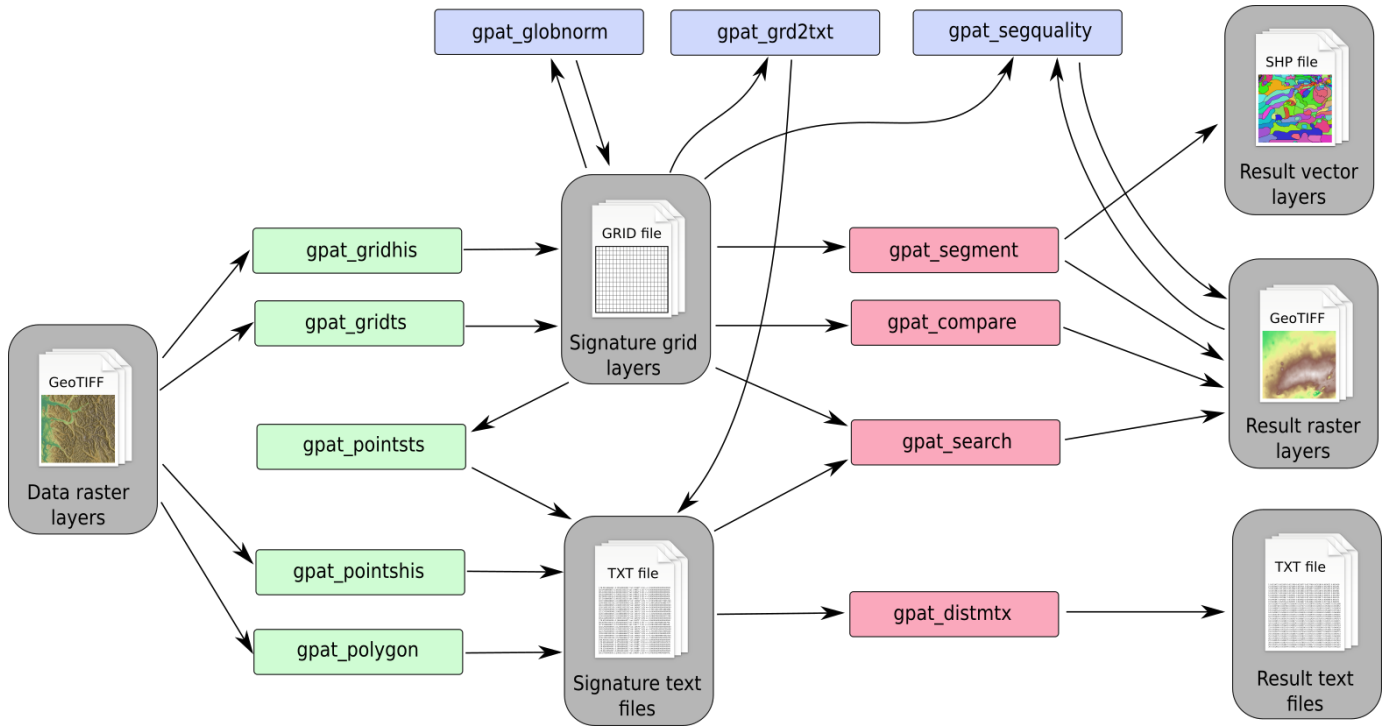 gpat_globnorm
gpat_grd2txt
gpat_segquality
SHP file
Result vector
layers
gpat_gridhis
gpat_gridts
GRID file
Signature grid
layers
gpat_segment
gpat_compare
GeoTIFF
Result raster
layers
GeoTIFF
Data raster
layers
gpat_pointsts
gpat_search
gpat_pointshis
gpat_polygon
TXT file
Signature text
files
gpat_distmtx
TXT file
Result text
files